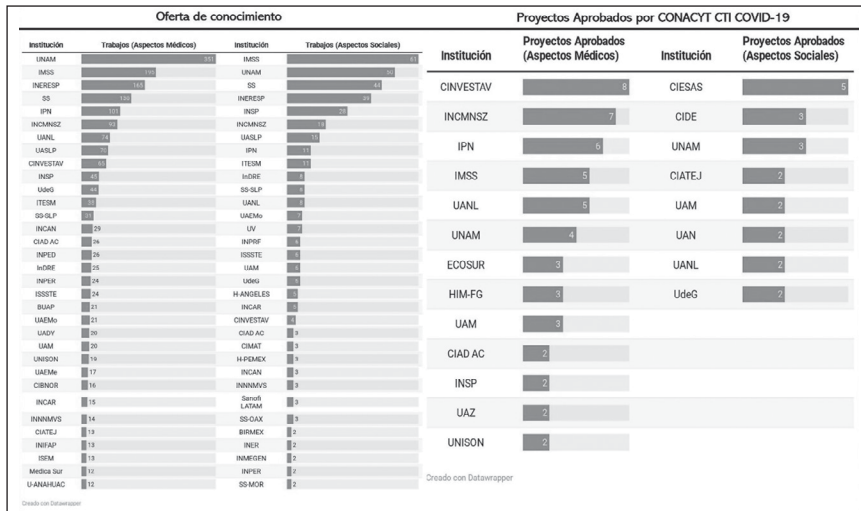 Oferta de conocimiento
Institución Trabajos (Aspectos Médicos) Institución Trabajos (Aspectos Sociales)
UNAM 351 IMSS
IMSS 195 UNAM
INERESP 165 SS
SS INERESP
IPN 101 INSP 28
INCMNSZ INCMNSZ
UANL 74 UASLP 15
UASLP IPN
CINVESTAV ITESM
INSP 45 InDRE
UdeG 44 SS-SLP
ITESM UANL
SS-SLP 31 UAEMo 7
INCAN 29 UV 7
CIAD AC 26 INPRF
INPED 26 ISSSTE
InDRE 25 UAM
INPER 24 UdeG
ISSSTE 24 H-ANGELES
BUAP 21 INCAR
UAEMo 21 CINVESTAV
UADY 20 CIAD AC 3
UAM 20 CIMAT 3
UNISON 19 H-PEMEX 3
UAEMe 17 INCAN 3
CIBNOR 16 INNNMVS 3
INCAR 15 Sanofi LATAM 3
INNNMVS 14 SS-OAX 3
CIATEJ 13 BIRMEX 2
INIFAP 13 INER 2
ISEM 13 INMEGEN 2
Medica Sur 12 INPER 2
U-ANAHUAC 12 SS-MOR 2
Creado con Datawrapper
Proyectos Aprobados por CONACYT CTI COVID-19
Institución Proyectos Aprobados (Aspectos Médicos) Institución Proyectos Aprobados (Aspectos Sociales)
CINVESTAV 8 CIESAS 5
INCMNSZ 7 CIDE 3
IPN 6 UNAM 3
IMSS 5 CIATEJ 2
UANL 5 UAM 2
UNAM 4 UAN 2
ECOSUR 3 UANL 2
HIM-FG 3 UdeG 2
UAM 3
CIAD AC 2
INSP 2
UAZ 2
UNISON 2
Creado con Datawrapper